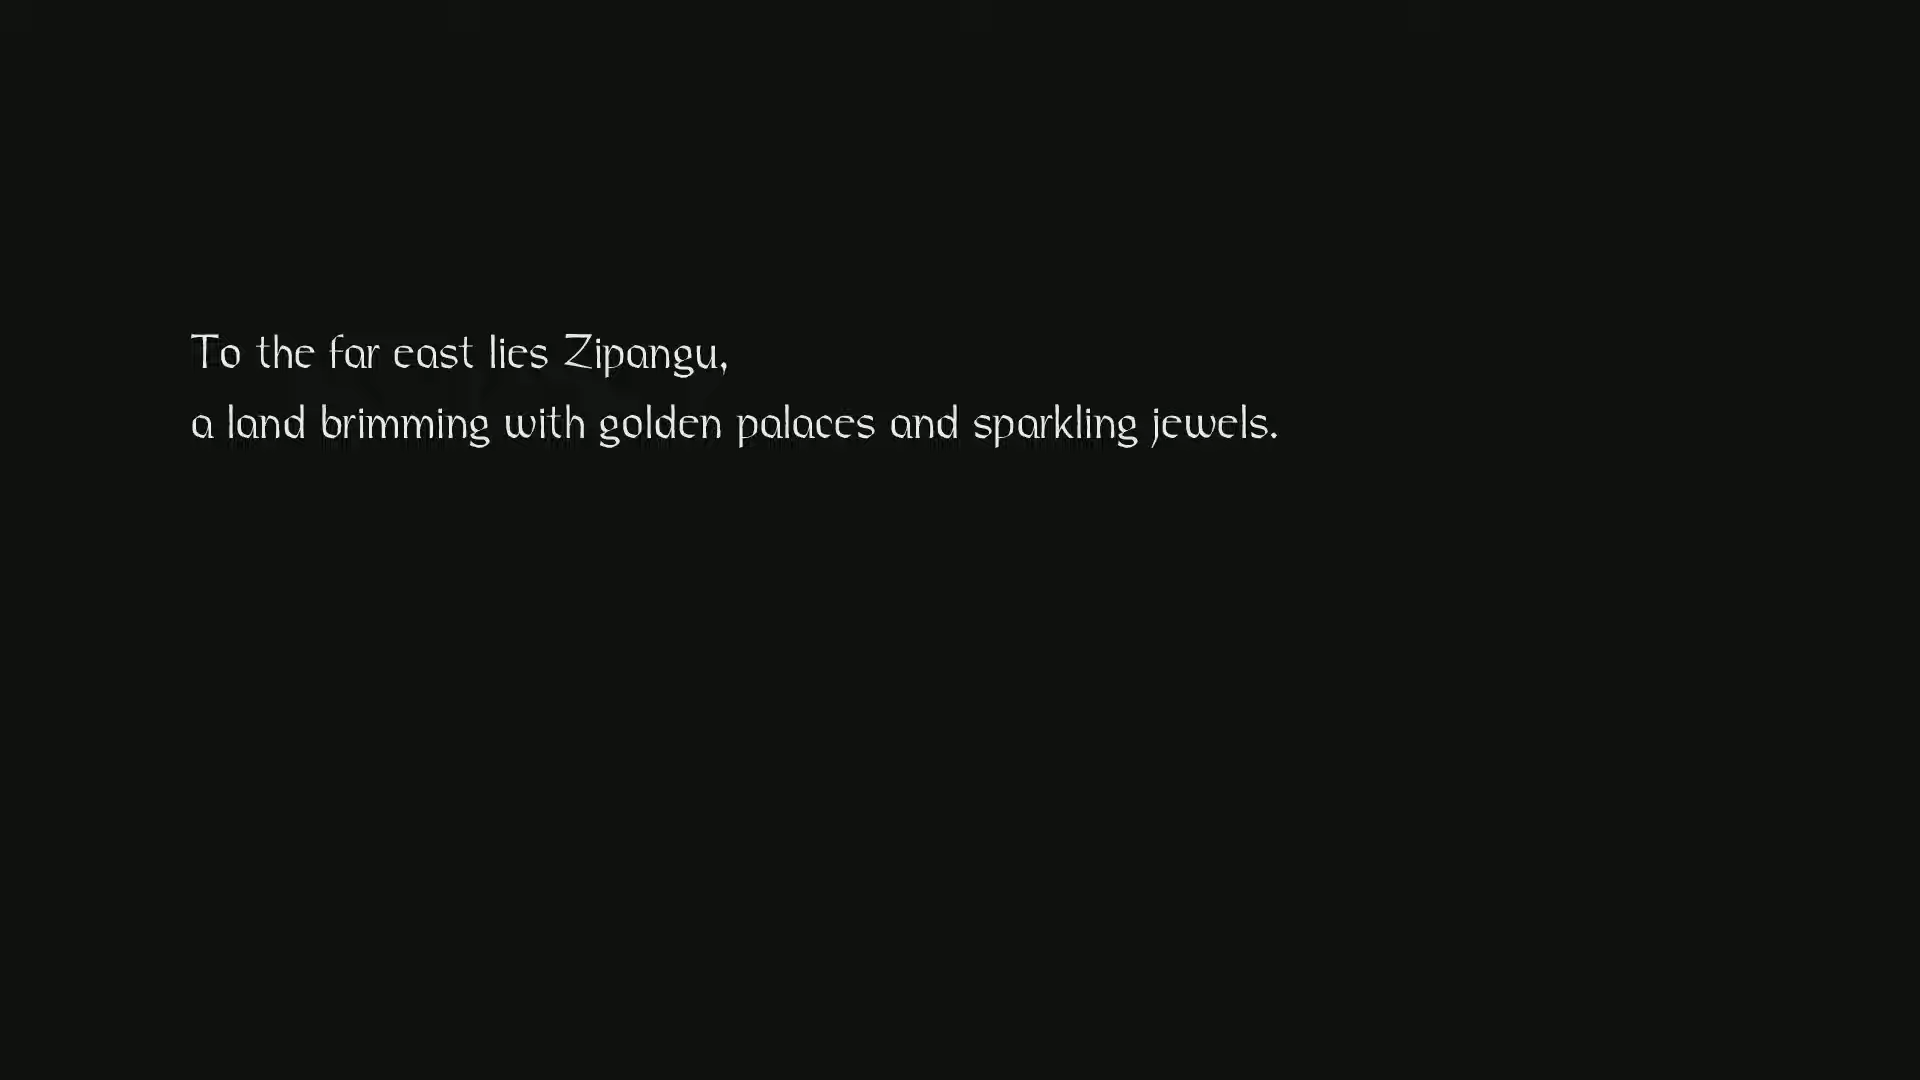 To the far east lies Zipangu,
a land brimming with golden palaces and sparkling jewels.